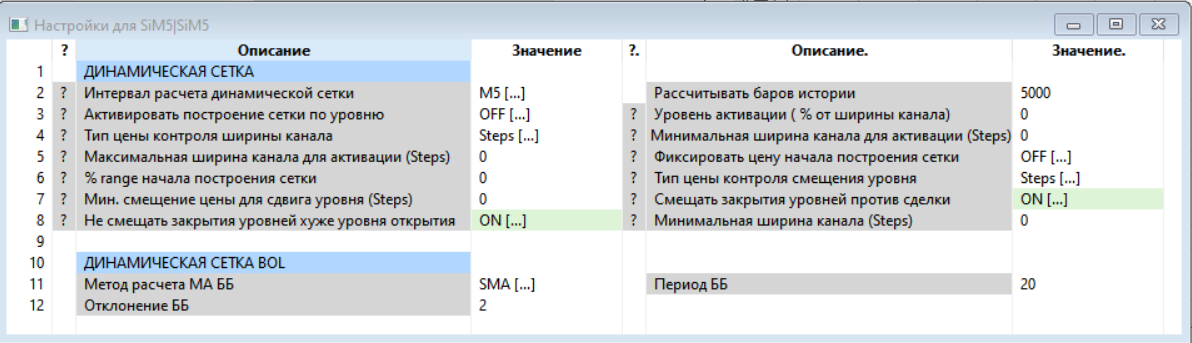 Настройки для SiM5|SiM5
? Описание Значение ?. Описание. Значение.
1 ДИНАМИЧЕСКАЯ СЕТКА
2 ? Интервал расчета динамической сетки M5 [...] Рассчитывать баров истории 5000
3 ? Активировать построение сетки по уровню OFF [...] ? Уровень активации ( % от ширины канала) 0
4 ? Тип цены контроля ширины канала Steps [...] ? Минимальная ширина канала для активации (Steps) 0
5 ? Максимальная ширина канала для активации (Steps) 0 ? Фиксировать цену начала построения сетки OFF [...]
6 ? % range начала построения сетки 0 ? Тип цены контроля смещения уровня Steps [...]
7 ? Мин. смещение цены для сдвига уровня (Steps) 0 ? Смещать закрытия уровней против сделки ON [...]
8 ? Не смещать закрытия уровней хуже уровня открытия ON [...] ? Минимальная ширина канала (Steps) 0
9
10 ДИНАМИЧЕСКАЯ СЕТКА BOL
11 Метод расчета МА ББ SMA [...] Период ББ 20
12 Отклонение ББ 2